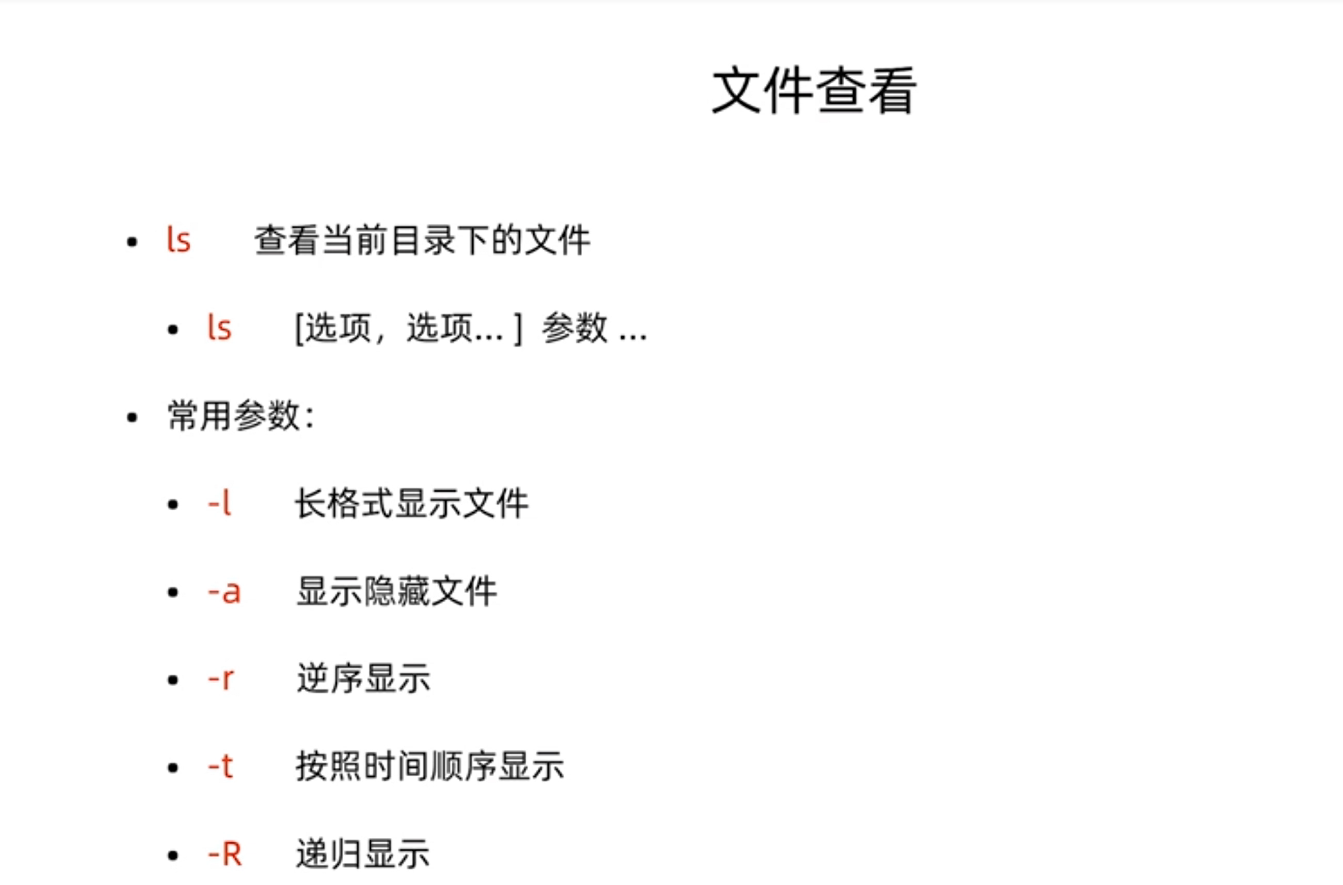 文件查看
• ls 查看当前目录下的文件
• ls [选项，选项... ] 参数 ...
• 常用参数：
• -l 长格式显示文件
• -a 显示隐藏文件
• -r 逆序显示
• -t 按照时间顺序显示
• -R 递归显示